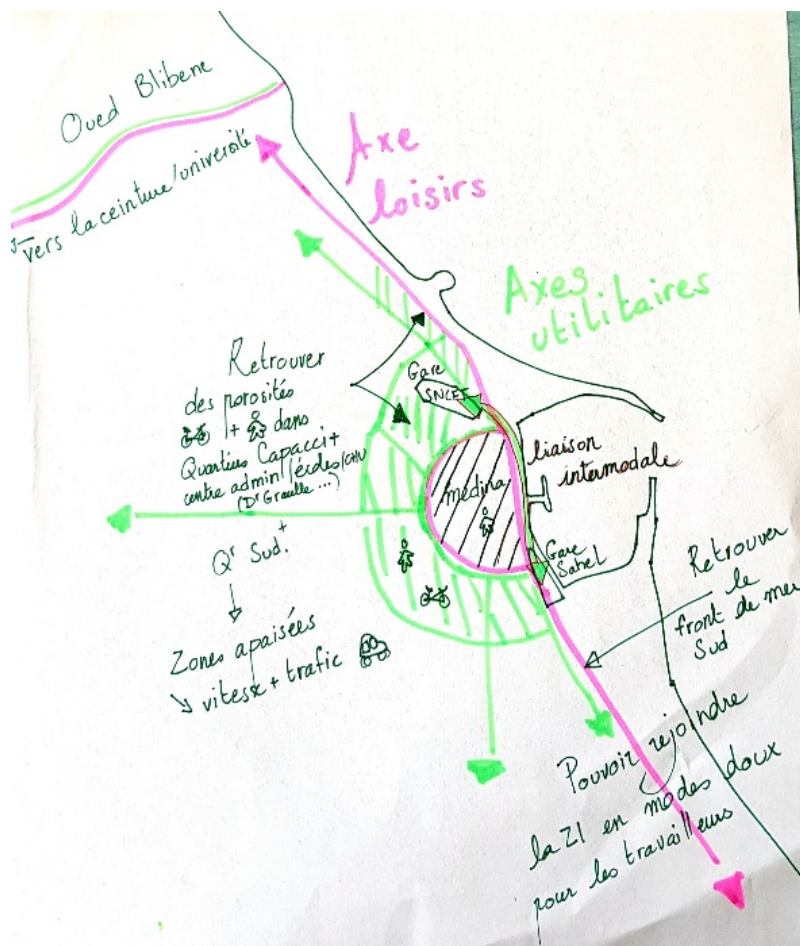 Oued Blibene
vers la ceinture/université
Axe
loisirs
Axes
utilitaires
Retrouver
des porosités
+ dans
Quartiers Capacci +
centre admin/écoles/CHU
(Dr Graulle ...)
Gare
SNCFT
liaison
intermodale
médina
Gare
Sahel
Qr Sud.+
Zones apaisées
↘ vitesse + trafic
Retrouver
le
front de mer
Sud
Pouvoir rejoindre
la ZI en modes doux
pour les travailleurs